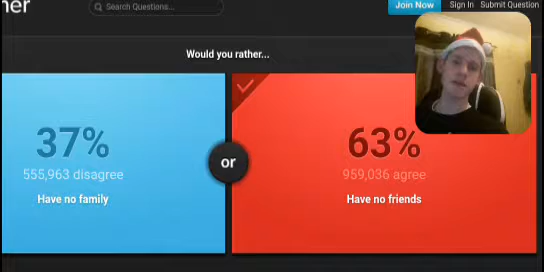 her
Search Questions...
Join Now
Sign In
Submit Question
Would you rather...
37%
555,963 disagree
Have no family
or
63%
959,036 agree
Have no friends